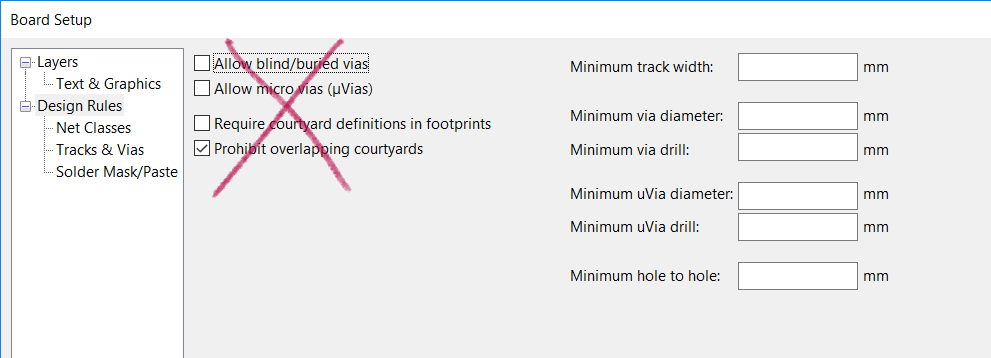 Board Setup
Layers
Text & Graphics
Design Rules
Net Classes
Tracks & Vias
Solder Mask/Paste
Allow blind/buried vias
Allow micro vias (µVias)
Require courtyard definitions in footprints
Prohibit overlapping courtyards
Minimum track width: mm
Minimum via diameter: mm
Minimum via drill: mm
Minimum uVia diameter: mm
Minimum uVia drill: mm
Minimum hole to hole: mm